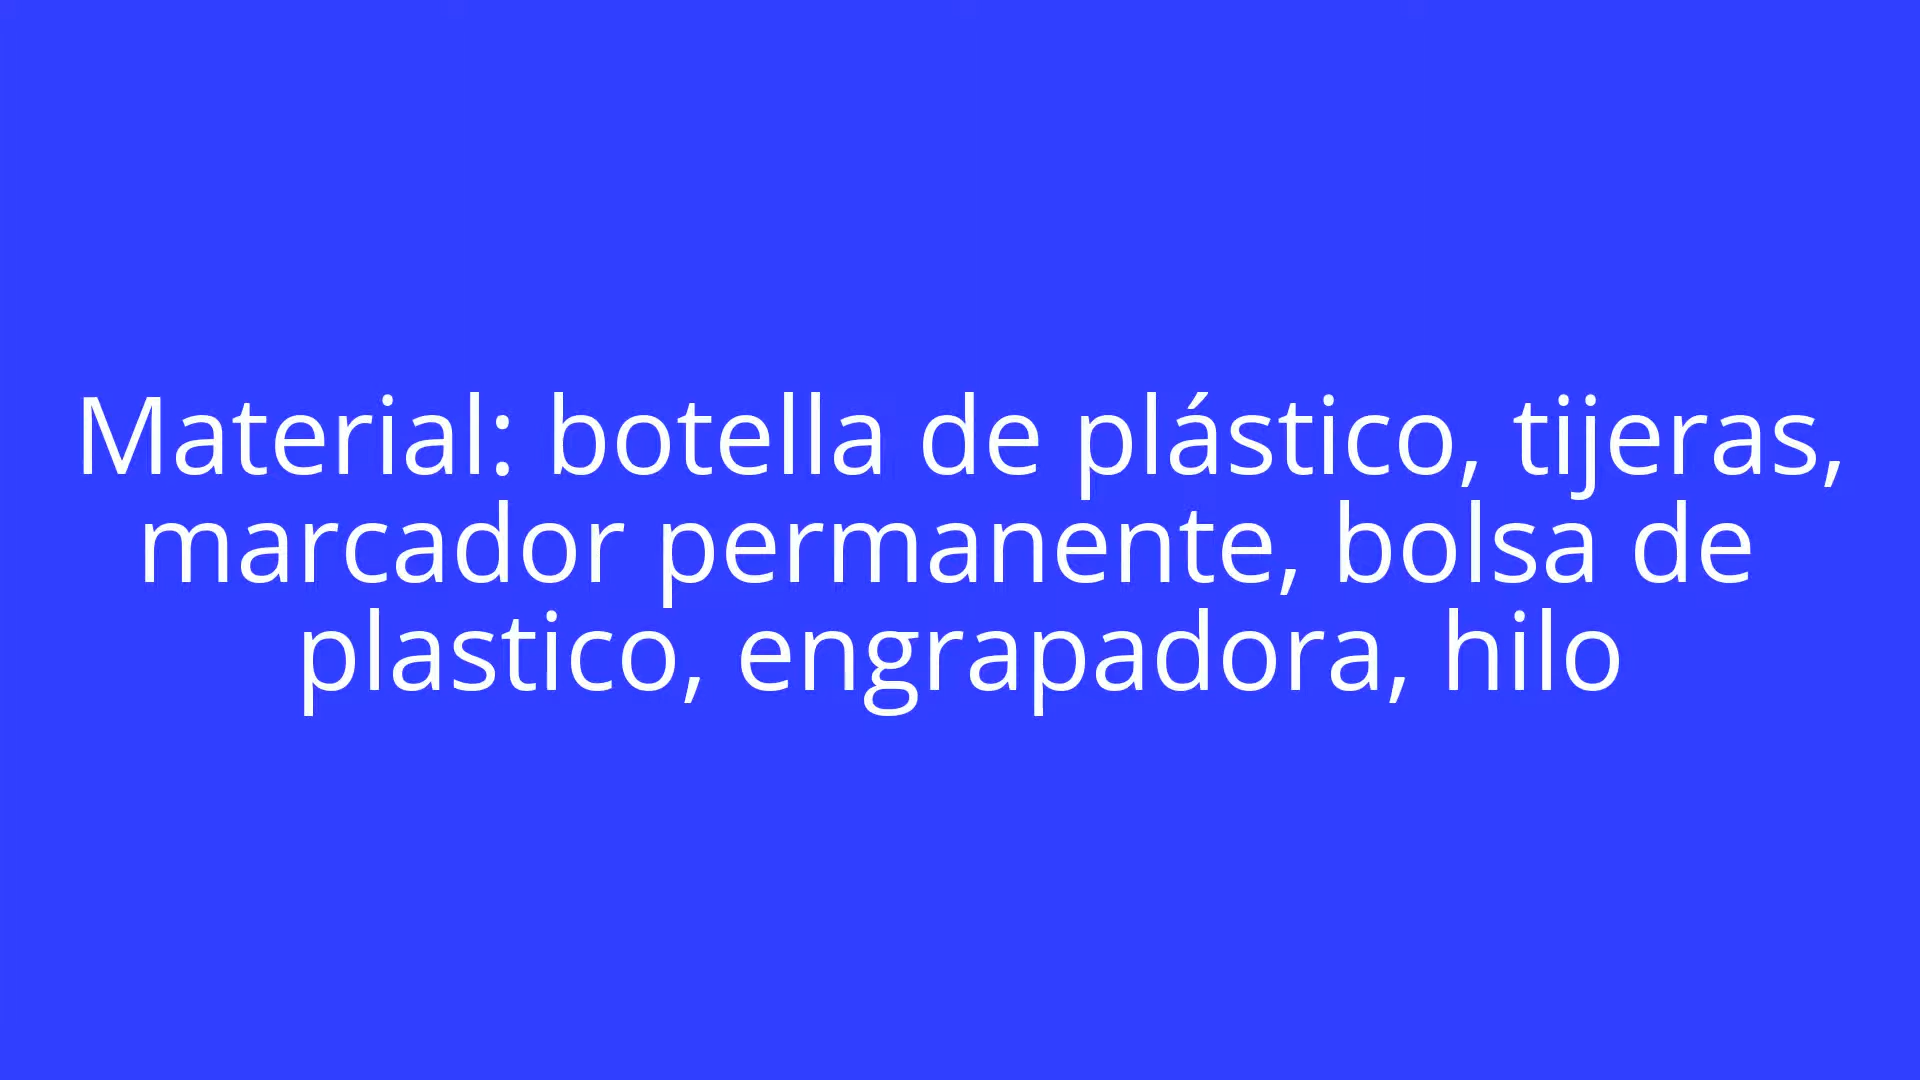 Material: botella de plástico, tijeras,
marcador permanente, bolsa de
plastico, engrapadora, hilo